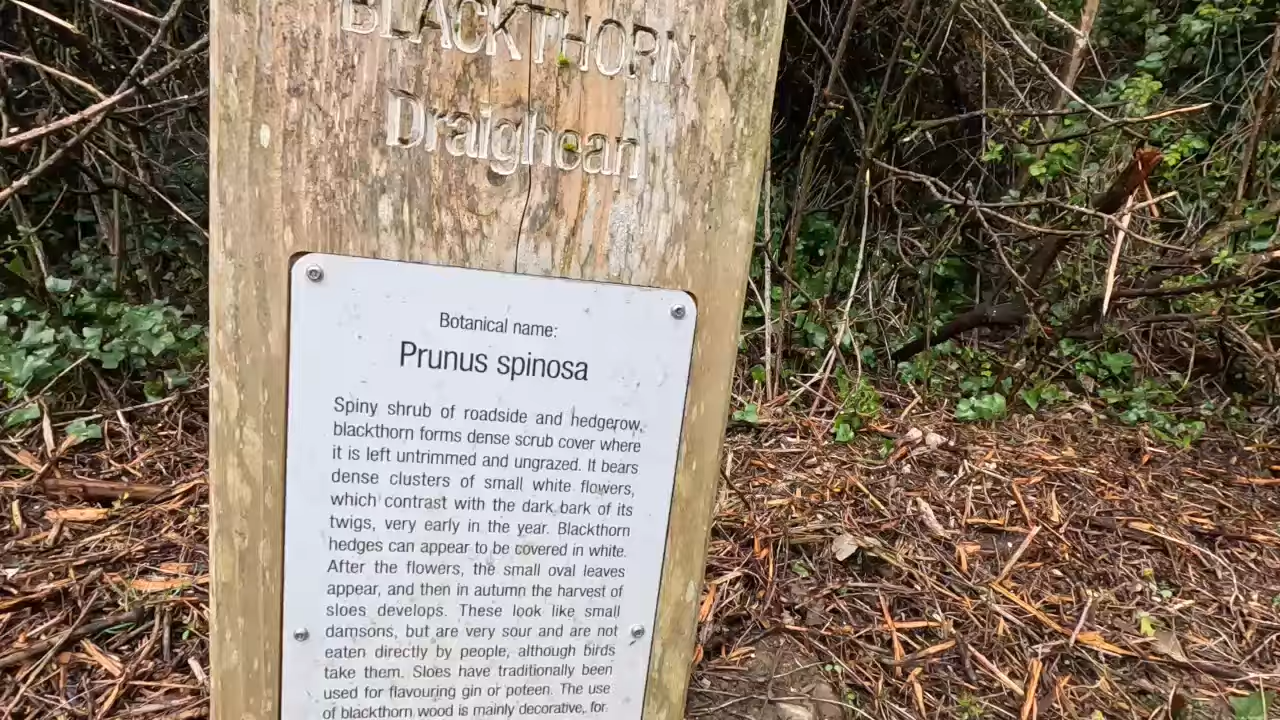 BLACKTHORN
Draighean
Botanical name:
Prunus spinosa
Spiny shrub of roadside and hedgerow,
blackthorn forms dense scrub cover where
it is left untrimmed and ungrazed. It bears
dense clusters of small white flowers,
which contrast with the dark bark of its
twigs, very early in the year. Blackthorn
hedges can appear to be covered in white.
After the flowers, the small oval leaves
appear, and then in autumn the harvest of
sloes develops. These look like small
damsons, but are very sour and are not
eaten directly by people, although birds
take them. Sloes have traditionally been
used for flavouring gin or poteen. The use
of blackthorn wood is mainly decorative, for